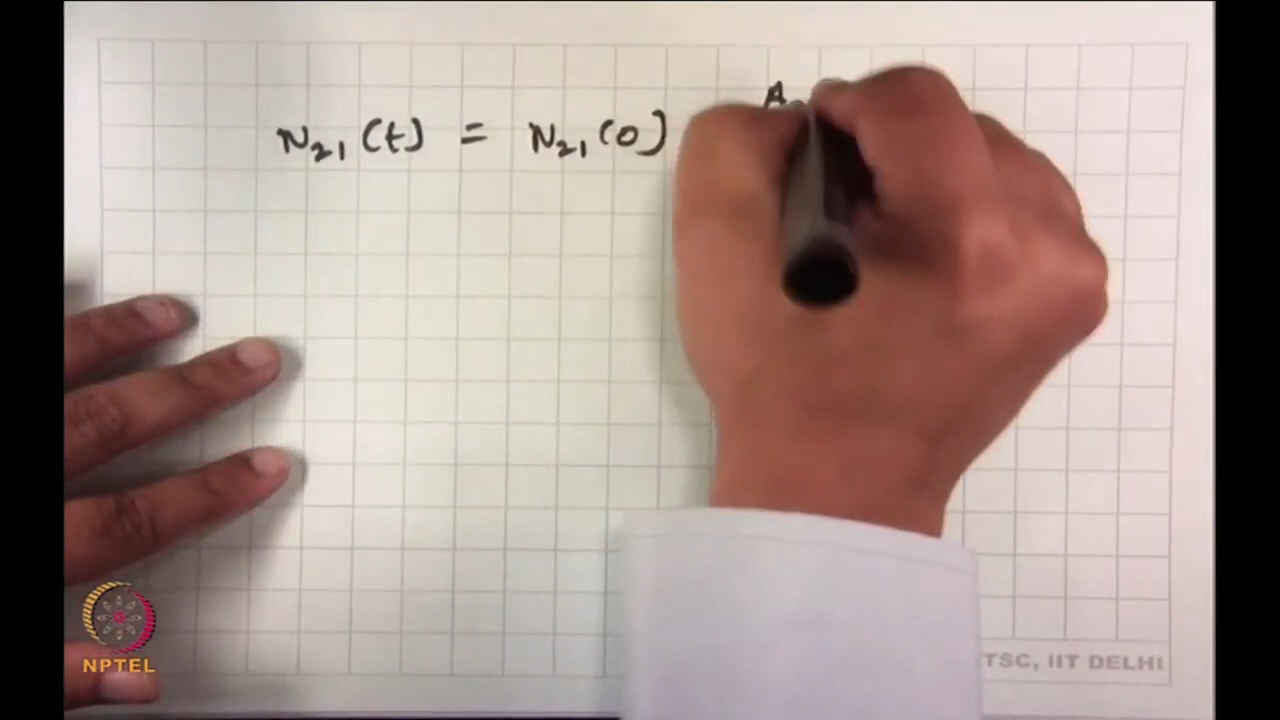 N₂₁(t) = N₂₁(0) A
NPTEL
TSC, IIT DELHI